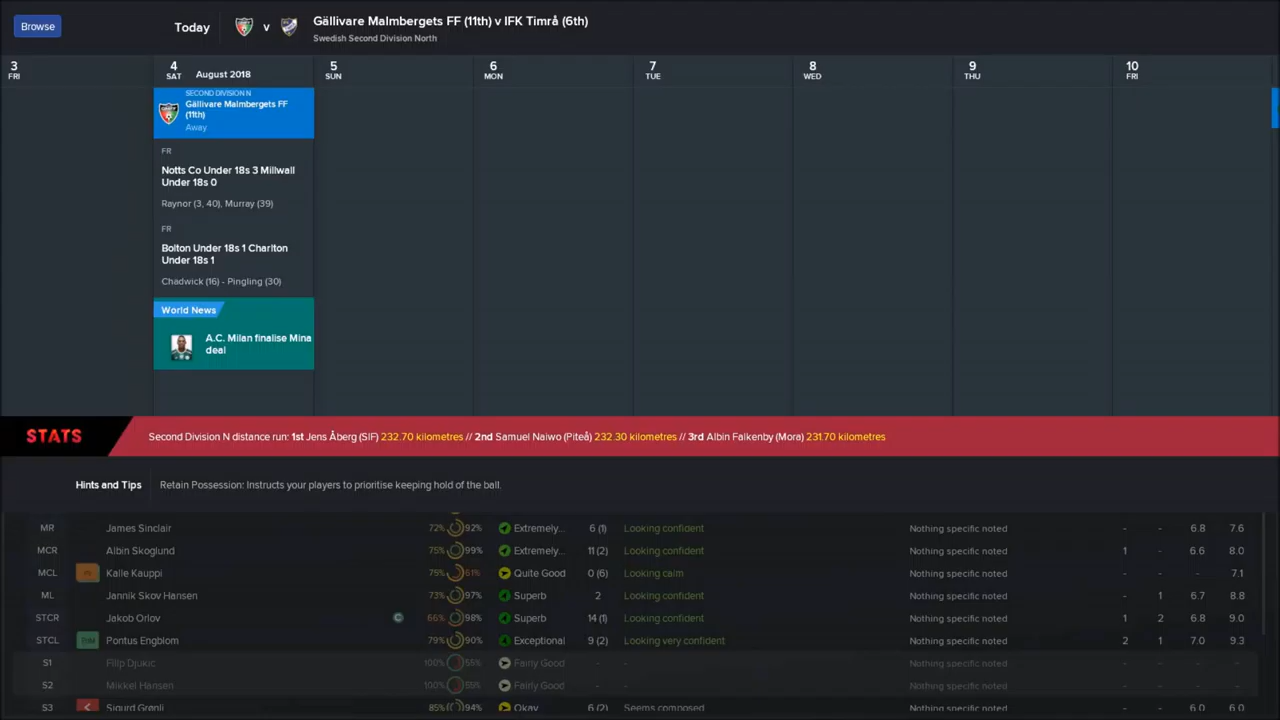 Browse
Today
v
Gällivare Malmbergets FF (11th) v IFK Timrå (6th)
Swedish Second Division North
3
FRI
4
SAT
August 2018
5
SUN
6
MON
7
TUE
8
WED
9
THU
10
FRI
SECOND DIVISION N
Gällivare Malmbergets FF
(11th)
Away
FR
Notts Co Under 18s 3 Millwall
Under 18s 0
Raynor (3, 40), Murray (39)
FR
Bolton Under 18s 1 Charlton
Under 18s 1
Chadwick (16) - Pingling (30)
World News
A.C. Milan finalise Mina
deal
STATS
Second Division N distance run: 1st Jens Åberg (SIF) 232.70 kilometres // 2nd Samuel Naiwo (Piteå) 232.30 kilometres // 3rd Albin Falkenby (Mora) 231.70 kilometres
Hints and Tips
Retain Possession: Instructs your players to prioritise keeping hold of the ball.
MR James Sinclair 72% 92% Extremely... 6 (1) Looking confident Nothing specific noted - - 6.8 7.6
MCR Albin Skoglund 75% 99% Extremely... 11 (2) Looking confident Nothing specific noted 1 - 6.6 8.0
MCL Kalle Kauppi 75% 61% Quite Good 0 (6) Looking calm Nothing specific noted - - - 7.1
ML Jannik Skov Hansen 73% 97% Superb 2 Looking confident Nothing specific noted - 1 6.7 8.8
STCR Jakob Orlov C 66% 98% Superb 14 (1) Looking confident Nothing specific noted 1 2 6.8 9.0
STCL Pontus Engblom 79% 90% Exceptional 9 (2) Looking very confident Nothing specific noted 2 1 7.0 9.3
S1 Filip Djukic 100% 55% Fairly Good - - Nothing specific noted - - - -
S2 Mikkel Hansen 100% 55% Fairly Good - - Nothing specific noted - - - -
S3 Sigurd Grønli 85% 94% Okay 6 (2) Seems composed Nothing specific noted - - 6.0 6.0